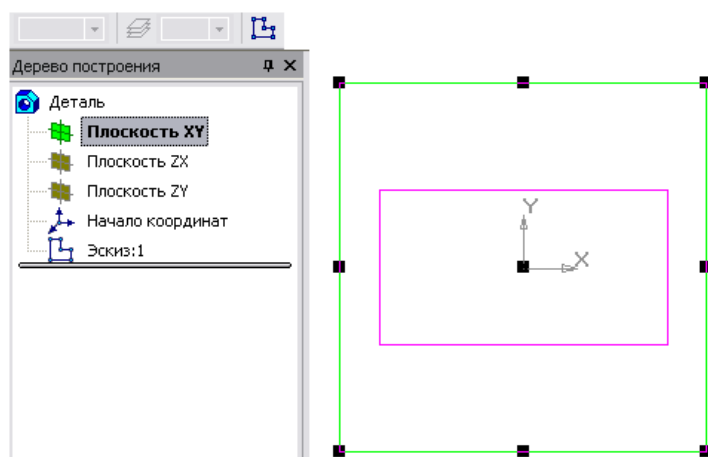 Дерево построения
Деталь
Плоскость XY
Плоскость ZX
Плоскость ZY
Начало координат
Эскиз:1
Y
X